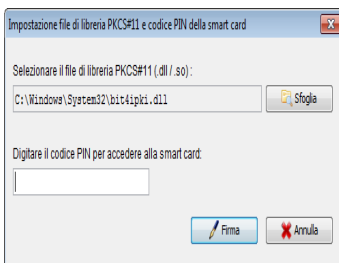 Impostazione file di libreria PKCS#11 e codice PIN della smart card
Selezionare il file di libreria PKCS#11 (.dll / .so) :
C:\Windows\System32\bit4ipki.dll
Sfoglia
Digitare il codice PIN per accedere alla smart card:
Firma
Annulla